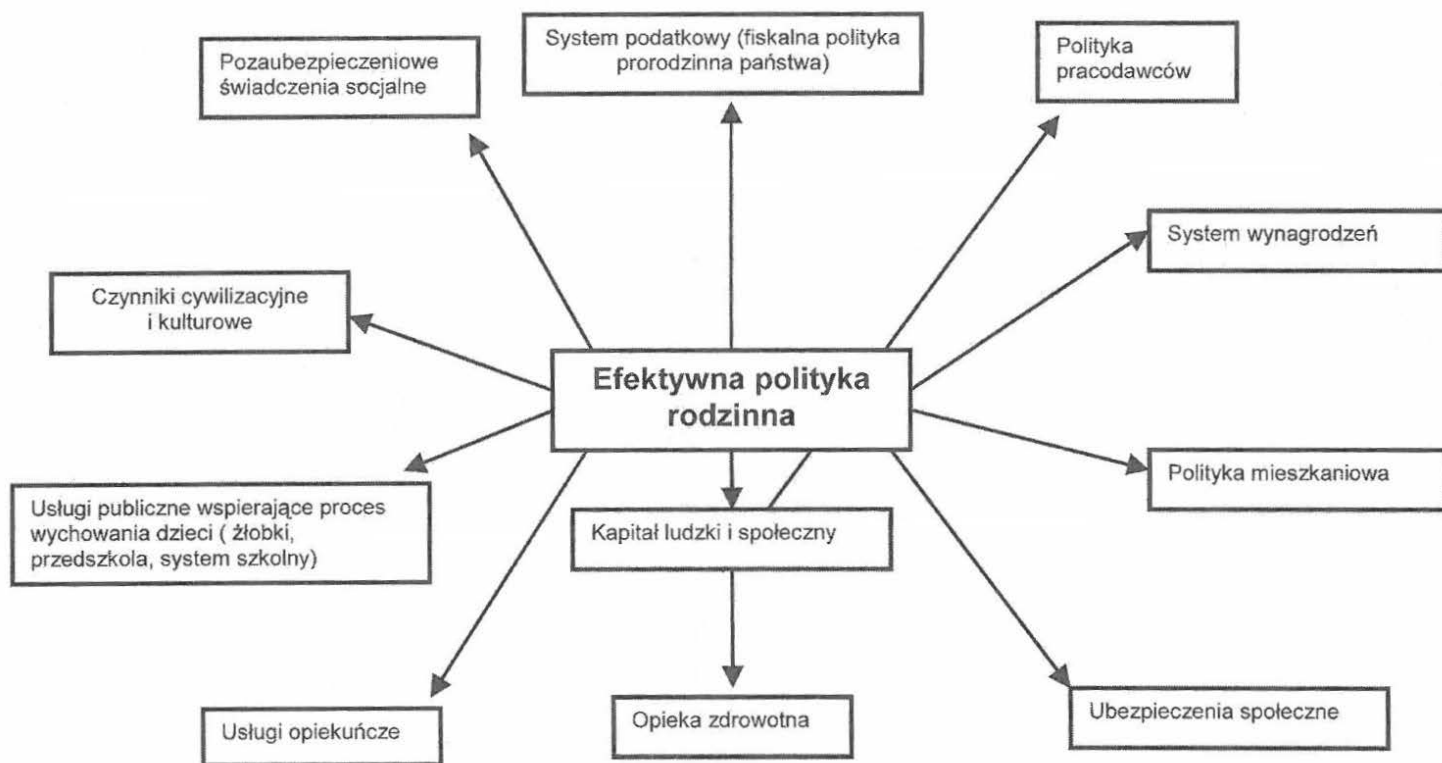 Pozaubezpieczeniowe
świadczenia socjalne
System podatkowy (fiskalna polityka
prorodzinna państwa)
Polityka
pracodawców
System wynagrodzeń
Czynniki cywilizacyjne
i kulturowe
Efektywna polityka
rodzinna
Polityka mieszkaniowa
Usługi publiczne wspierające proces
wychowania dzieci ( żłobki,
przedszkola, system szkolny)
Kapitał ludzki i społeczny
Usługi opiekuńcze
Opieka zdrowotna
Ubezpieczenia społeczne